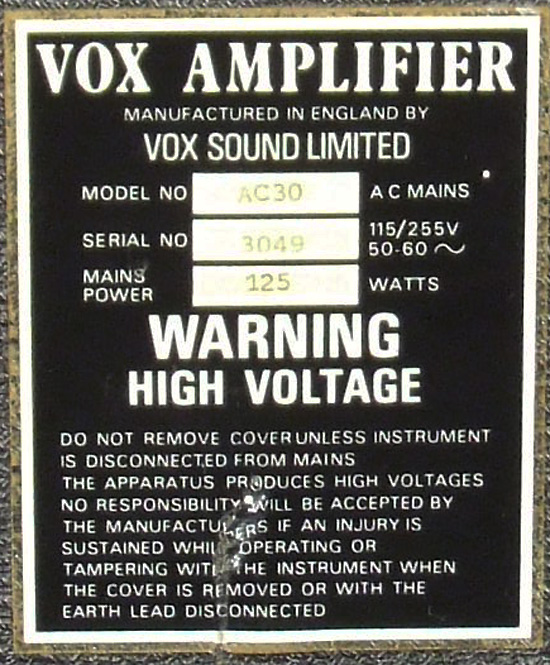 VOX AMPLIFIER
MANUFACTURED IN ENGLAND BY
VOX SOUND LIMITED
MODEL NO AC30 A C MAINS
SERIAL NO 3049 115/255V 50-60 ~
MAINS POWER 125 WATTS
WARNING
HIGH VOLTAGE
DO NOT REMOVE COVER UNLESS INSTRUMENT
IS DISCONNECTED FROM MAINS
THE APPARATUS PRODUCES HIGH VOLTAGES
NO RESPONSIBILITY WILL BE ACCEPTED BY
THE MANUFACTURERS IF AN INJURY IS
SUSTAINED WHILE OPERATING OR
TAMPERING WITH THE INSTRUMENT WHEN
THE COVER IS REMOVED OR WITH THE
EARTH LEAD DISCONNECTED